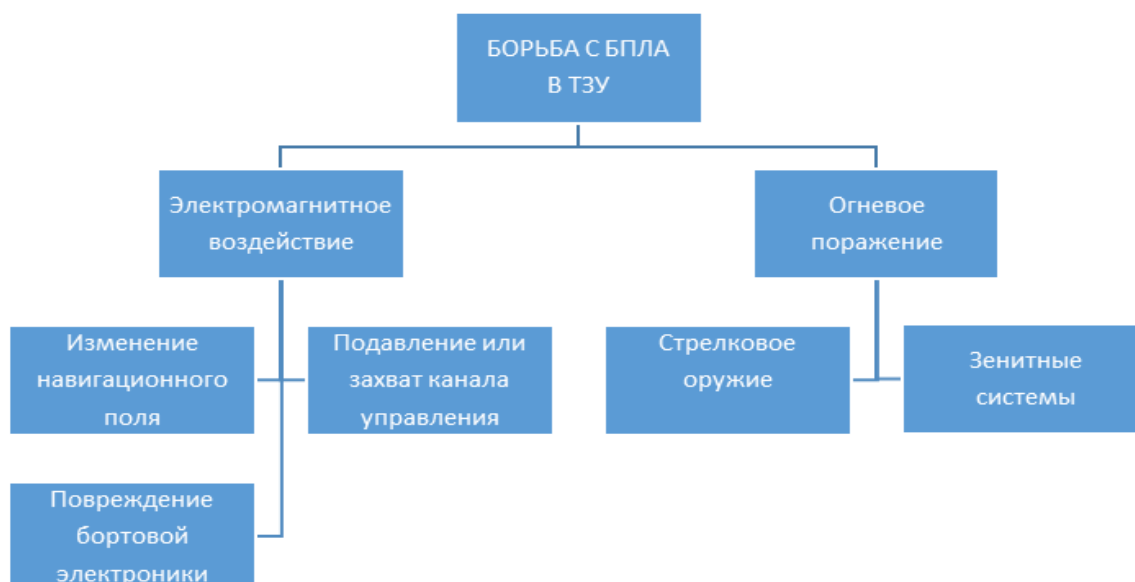 БОРЬБА С БПЛА
В ТЗУ
Электромагнитное
воздействие
Огневое
поражение
Изменение
навигационного
поля
Подавление или
захват канала
управления
Стрелковое
оружие
Зенитные
системы
Повреждение
бортовой
электроники